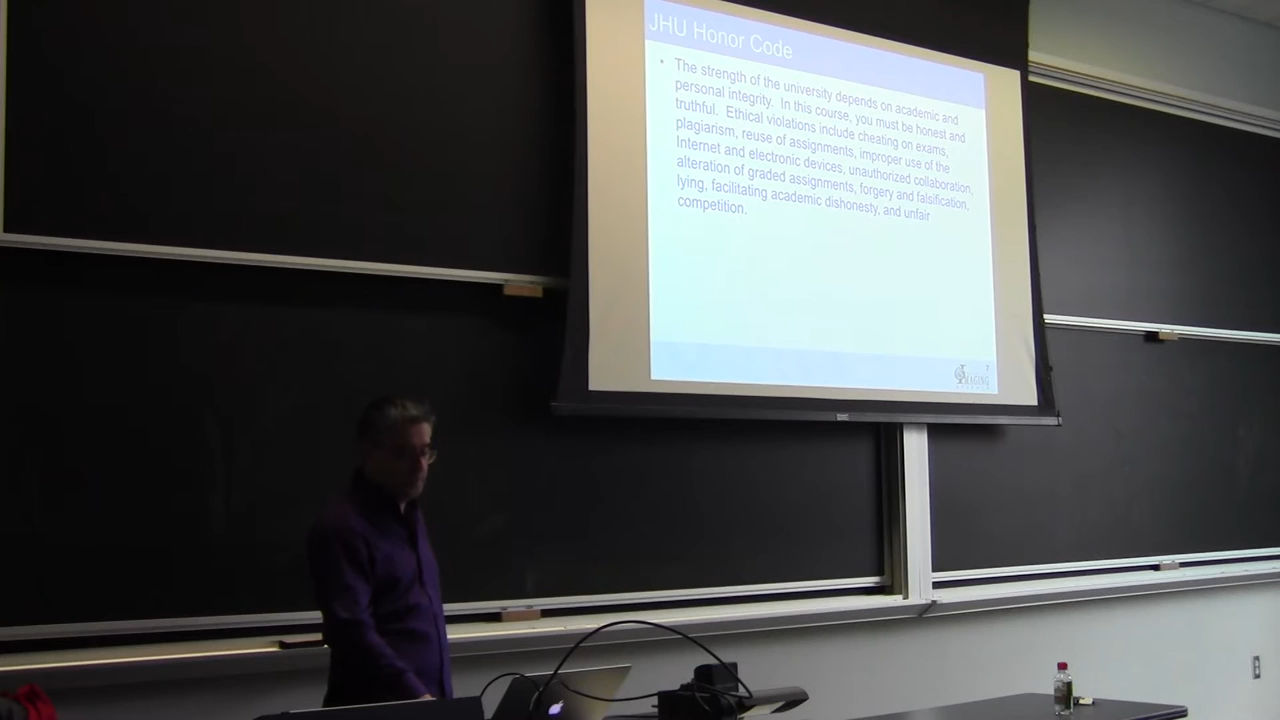 JHU Honor Code
• The strength of the university depends on academic and
personal integrity. In this course, you must be honest and
truthful. Ethical violations include cheating on exams,
plagiarism, reuse of assignments, improper use of the
Internet and electronic devices, unauthorized collaboration,
alteration of graded assignments, forgery and falsification,
lying, facilitating academic dishonesty, and unfair
competition.
7
IMAGING